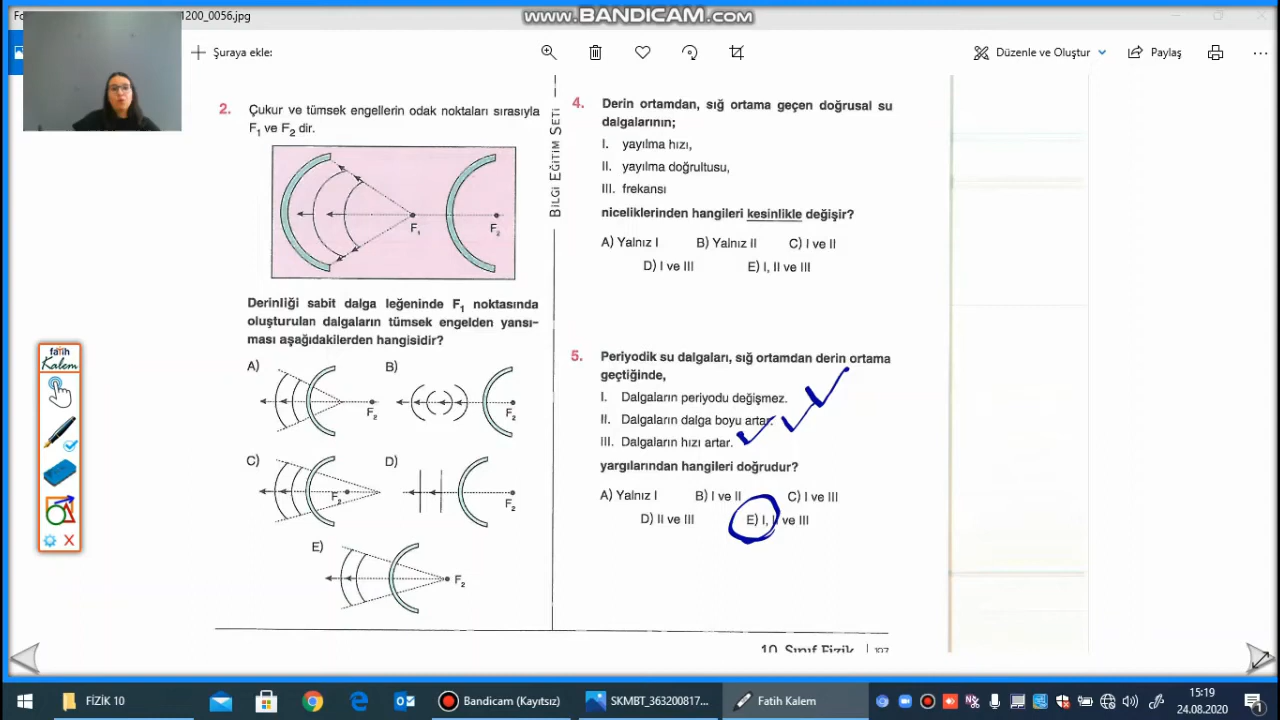 1200_0056.jpg
www.BANDICAM.com
Şuraya ekle:
Düzenle ve Oluştur
Paylaş
2. Çukur ve tümsek engellerin odak noktaları sırasıyla
F1 ve F2 dir.
F1
F2
Derinliği sabit dalga leğeninde F1 noktasında
oluşturulan dalgaların tümsek engelden yansı-
ması aşağıdakilerden hangisidir?
A)
F2
B)
F2
C)
F2
D)
F2
E)
F2
BİLGİ EĞİTİM SETİ
4. Derin ortamdan, sığ ortama geçen doğrusal su
dalgalarının;
I. yayılma hızı,
II. yayılma doğrultusu,
III. frekansı
niceliklerinden hangileri kesinlikle değişir?
A) Yalnız I B) Yalnız II C) I ve II
D) I ve III E) I, II ve III
5. Periyodik su dalgaları, sığ ortamdan derin ortama
geçtiğinde,
I. Dalgaların periyodu değişmez.
II. Dalgaların dalga boyu artar.
III. Dalgaların hızı artar.
yargılarından hangileri doğrudur?
A) Yalnız I B) I ve II C) I ve III
D) II ve III E) I, II ve III
10. Sınıf Fizik
fatih
Kalem
FİZİK 10
Bandicam (Kayıtsız)
SKMBT_363200817...
Fatih Kalem
15:19
24.08.2020
1